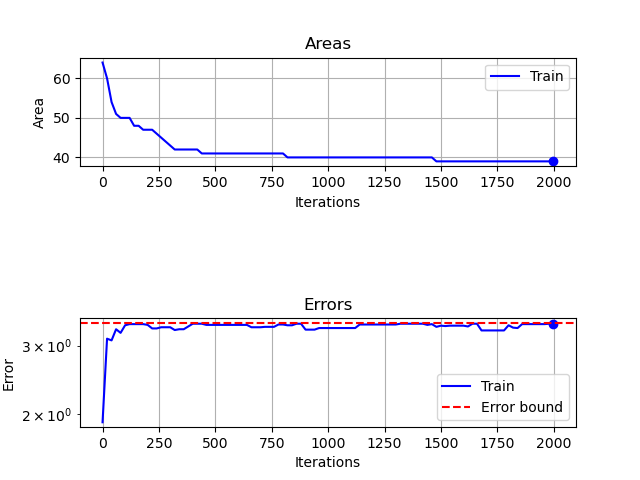 Areas
Area
60
50
40
Train
0 250 500 750 1000 1250 1500 1750 2000
Iterations
Errors
Error
3 × 10⁰
2 × 10⁰
Train
Error bound
0 250 500 750 1000 1250 1500 1750 2000
Iterations